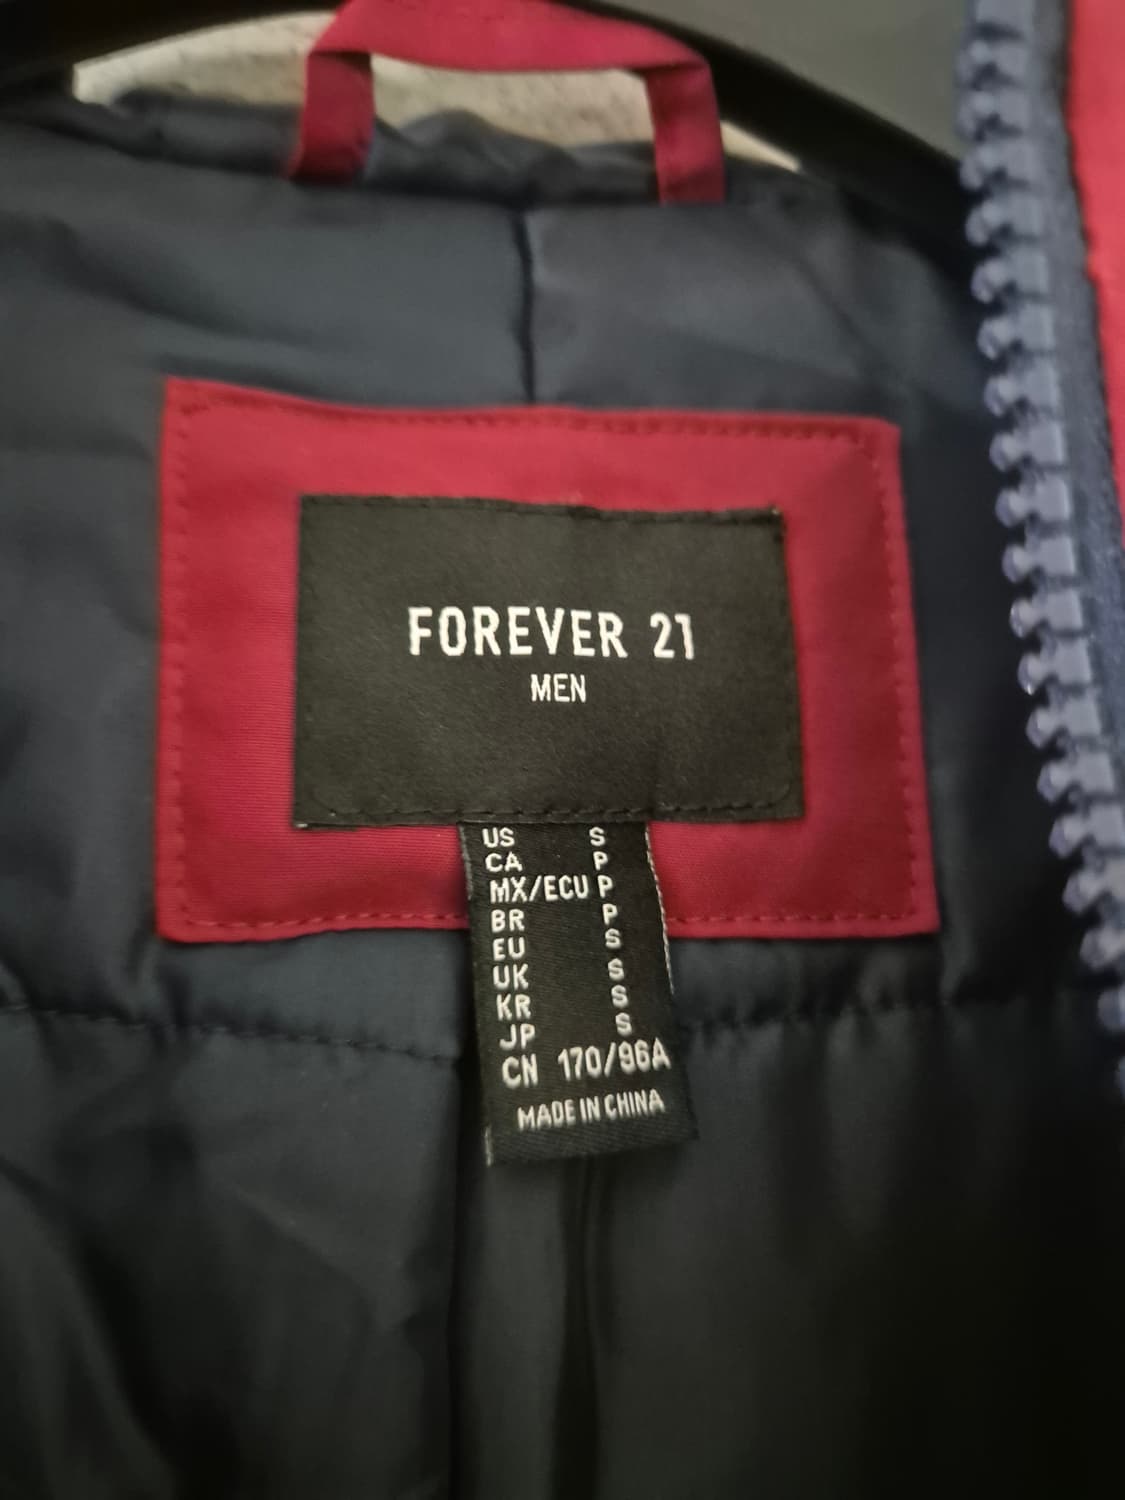 FOREVER 21
MEN
US S
CA P
MX/ECU P
BR P
EU S
UK S
KR S
JP S
CN 170/96A
MADE IN CHINA